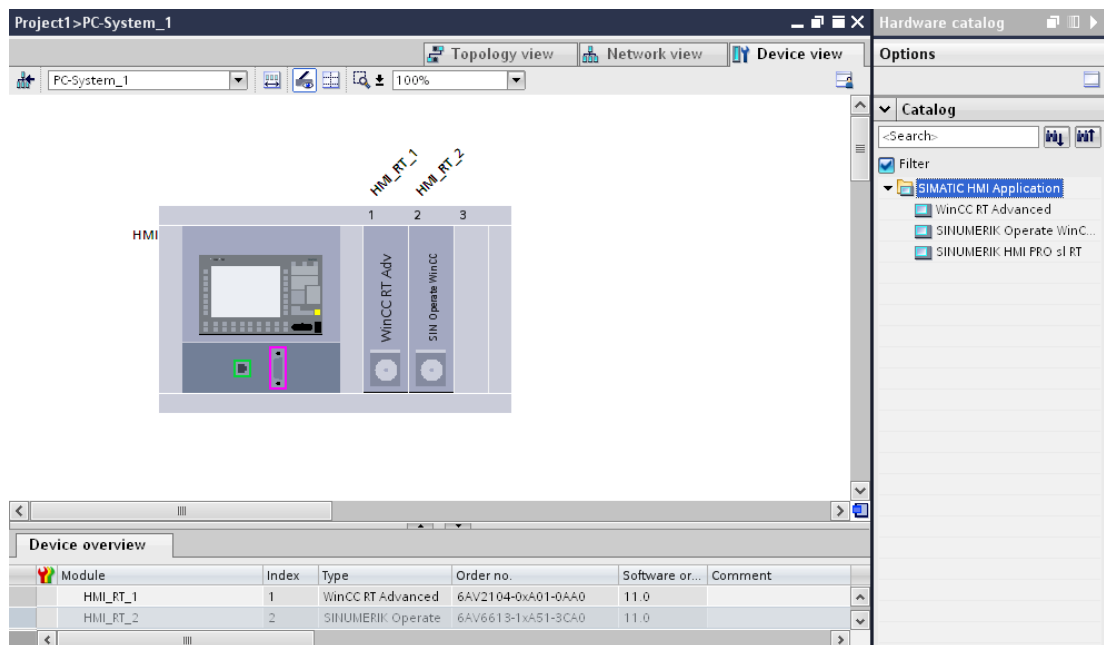 Project1>PC-System_1
Hardware catalog
Topology view
Network view
Device view
Options
PC-System_1
100%
Catalog
<Search>
Filter
SIMATIC HMI Application
WinCC RT Advanced
SINUMERIK Operate WinC...
SINUMERIK HMI PRO sl RT
HMI_RT_1
HMI_RT_2
1 2 3
HMI
WinCC RT Adv
SIN Operate WinCC
Device overview
Module Index Type Order no. Software or... Comment
HMI_RT_1 1 WinCC RT Advanced 6AV2104-0xA01-0AA0 11.0
HMI_RT_2 2 SINUMERIK Operate 6AV6613-1xA51-3CA0 11.0